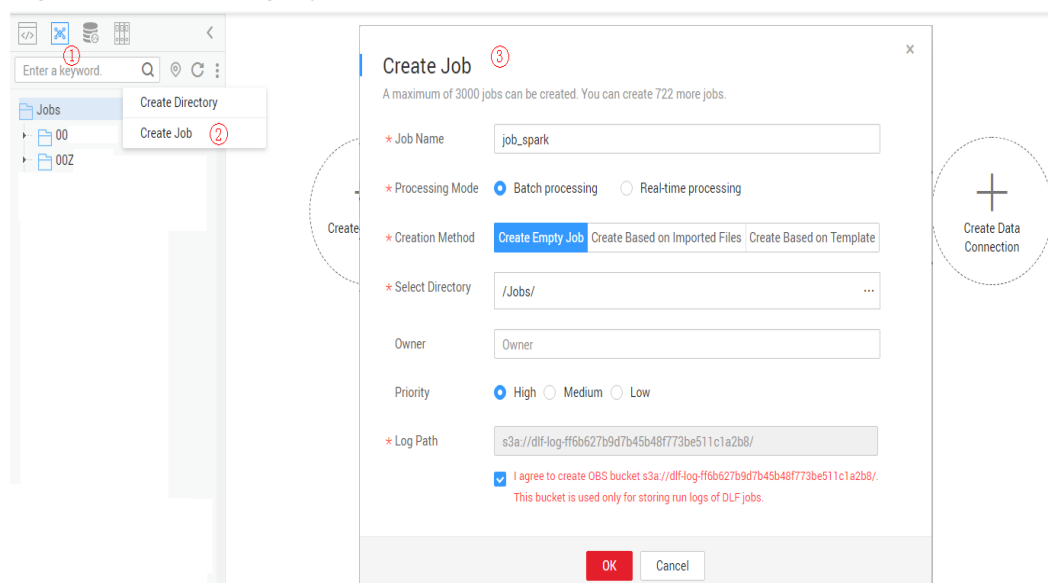 ①
Enter a keyword.
Jobs
00
00Z
Create Directory
Create Job ②
Create
Create Job ③
A maximum of 3000 jobs can be created. You can create 722 more jobs.
* Job Name job_spark
* Processing Mode Batch processing Real-time processing
* Creation Method Create Empty Job Create Based on Imported Files Create Based on Template
* Select Directory /Jobs/ ...
Owner Owner
Priority High Medium Low
* Log Path s3a://dlf-log-ff6b627b9d7b45b48f773be511c1a2b8/
I agree to create OBS bucket s3a://dlf-log-ff6b627b9d7b45b48f773be511c1a2b8/.
This bucket is used only for storing run logs of DLF jobs.
OK Cancel
Create Data
Connection